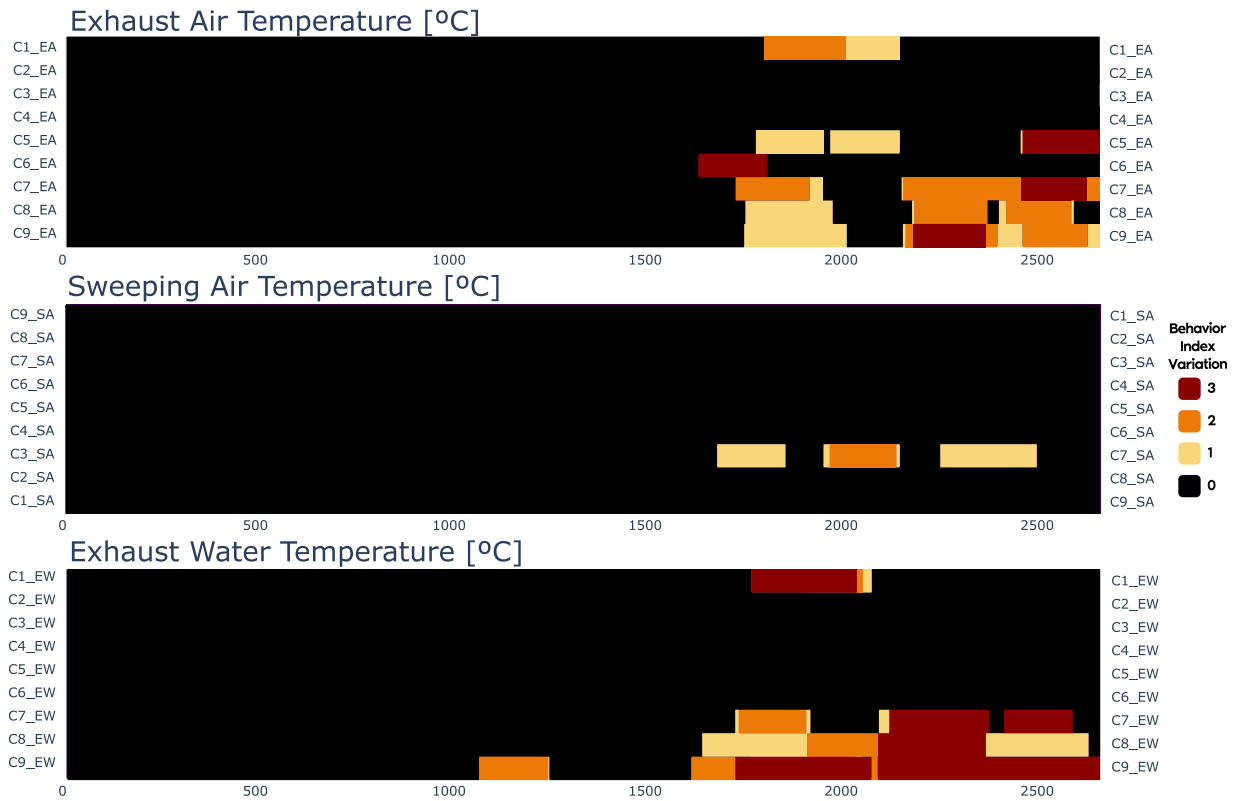 Exhaust Air Temperature [ºC]
C1_EA C1_EA
C2_EA C2_EA
C3_EA C3_EA
C4_EA C4_EA
C5_EA C5_EA
C6_EA C6_EA
C7_EA C7_EA
C8_EA C8_EA
C9_EA C9_EA
0 500 1000 1500 2000 2500
Sweeping Air Temperature [ºC]
C9_SA C1_SA
C8_SA C2_SA
C7_SA C3_SA
C6_SA C4_SA
C5_SA C5_SA
C4_SA C6_SA
C3_SA C7_SA
C2_SA C8_SA
C1_SA C9_SA
0 500 1000 1500 2000 2500
Behavior
Index
Variation
3
2
1
0
Exhaust Water Temperature [ºC]
C1_EW C1_EW
C2_EW C2_EW
C3_EW C3_EW
C4_EW C4_EW
C5_EW C5_EW
C6_EW C6_EW
C7_EW C7_EW
C8_EW C8_EW
C9_EW C9_EW
0 500 1000 1500 2000 2500